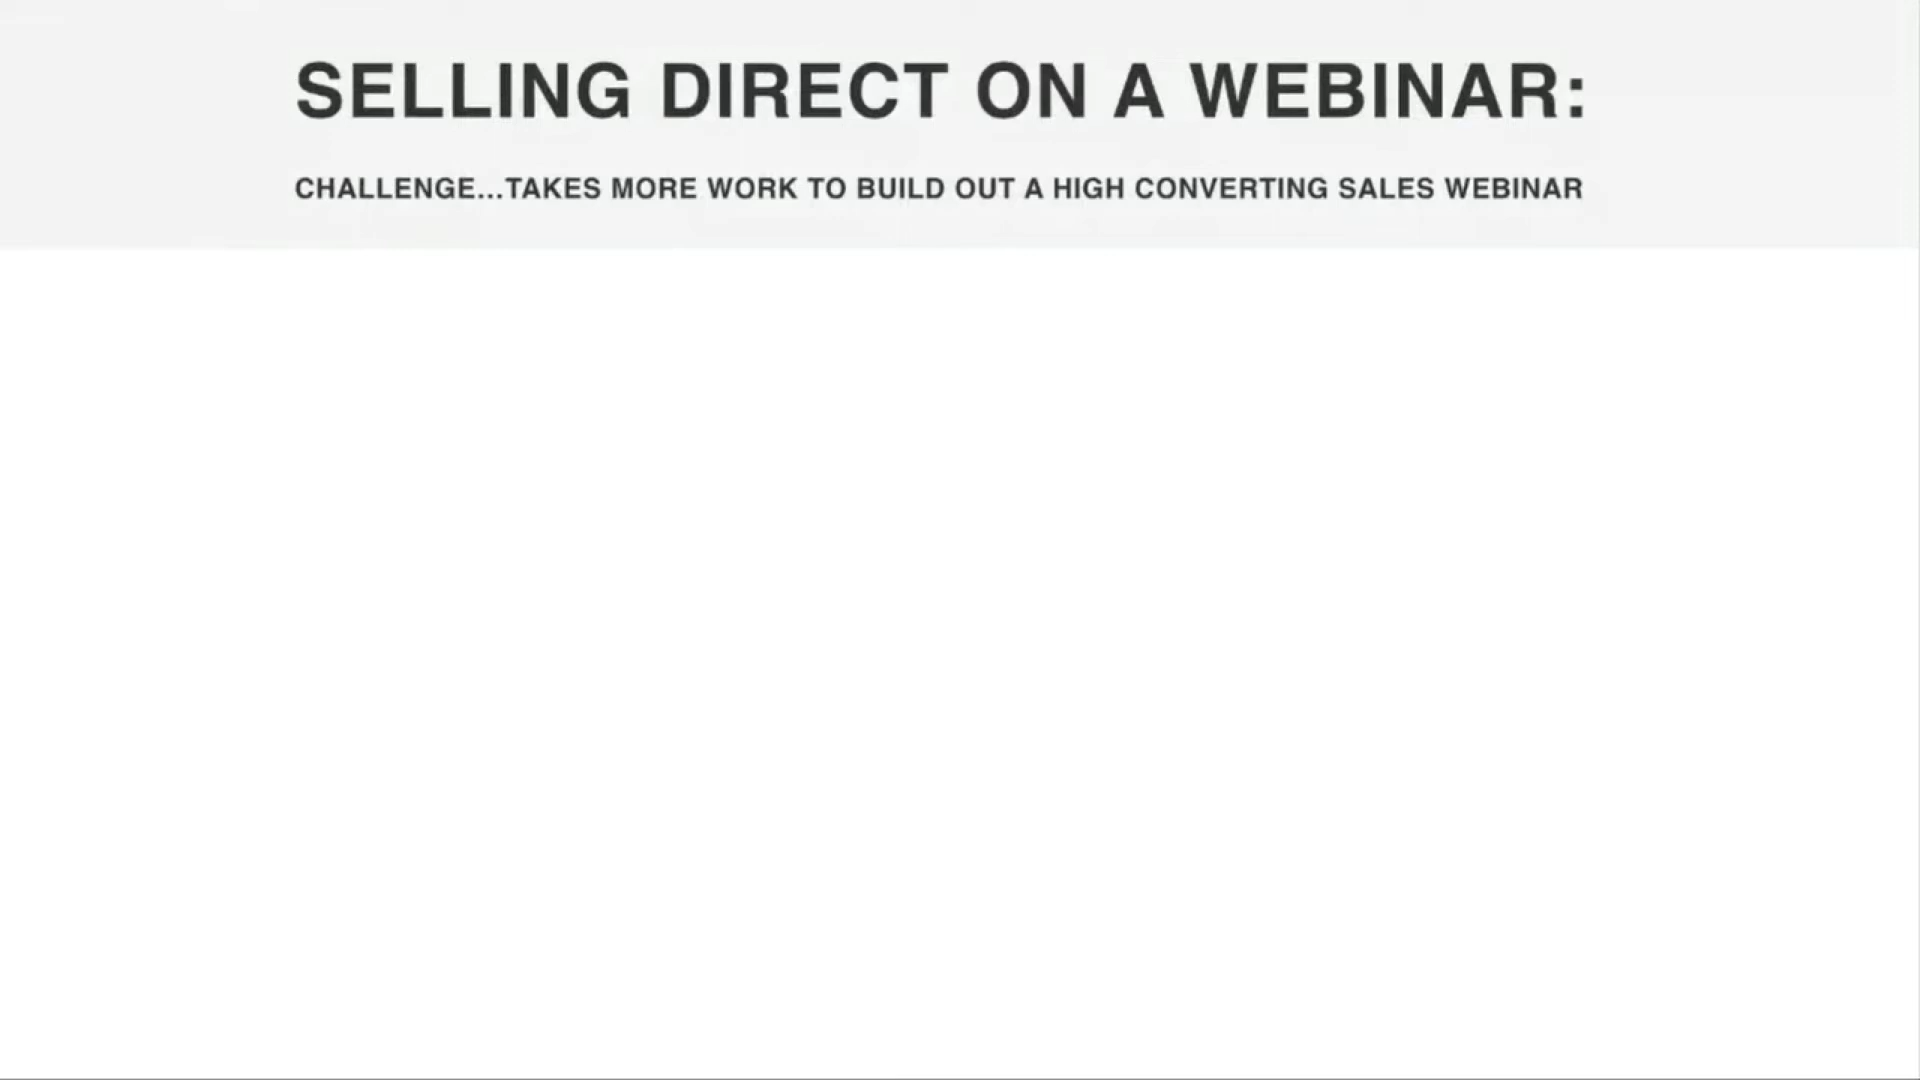 SELLING DIRECT ON A WEBINAR:
CHALLENGE...TAKES MORE WORK TO BUILD OUT A HIGH CONVERTING SALES WEBINAR